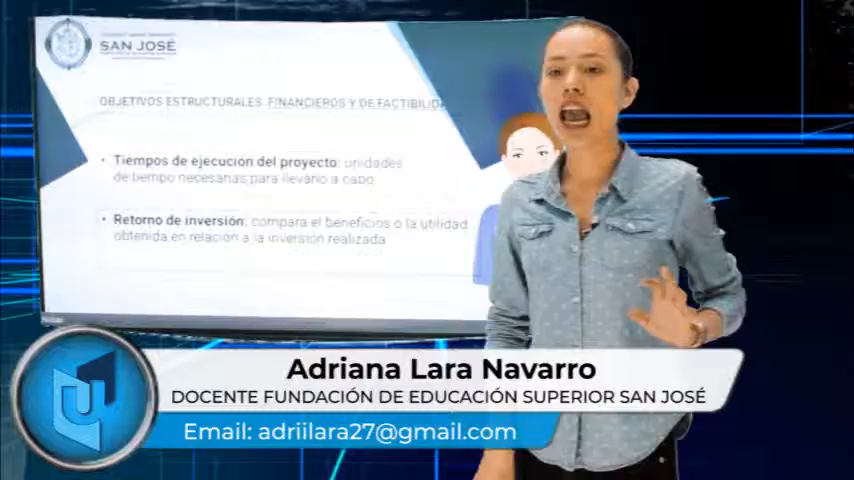 SAN JOSÉ
OBJETIVOS ESTRUCTURALES, FINANCIEROS Y DE
• Tiempos de ejecución del proyecto: unidades
de tiempo necesarias para llevarlo a cabo
• Retorno de inversión: compara el beneficios o la utilidad
obtenida en relación a la inversión realizada
Adriana Lara Navarro
DOCENTE FUNDACIÓN DE EDUCACIÓN SUPERIOR SAN JOSÉ
Email: adriilara27@gmail.com